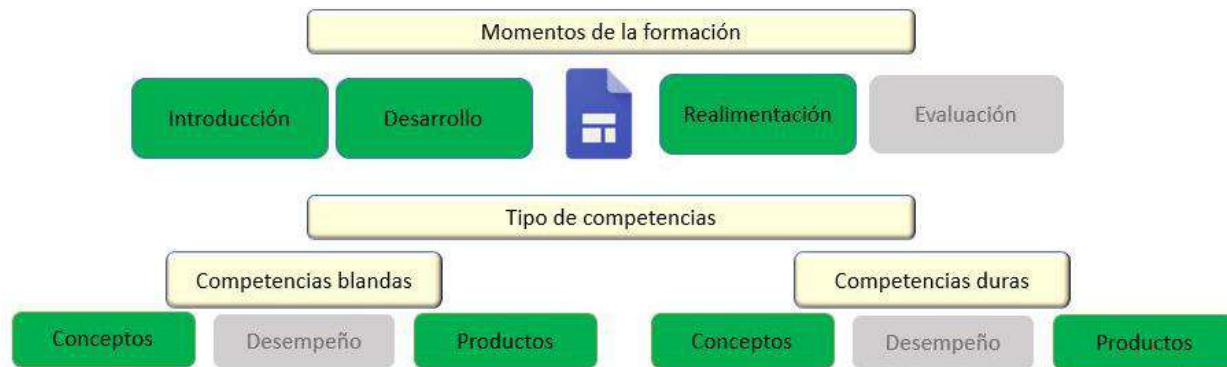 Momentos de la formación
Introducción Desarrollo Realimentación Evaluación
Tipo de competencias
Competencias blandas Competencias duras
Conceptos Desempeño Productos Conceptos Desempeño Productos